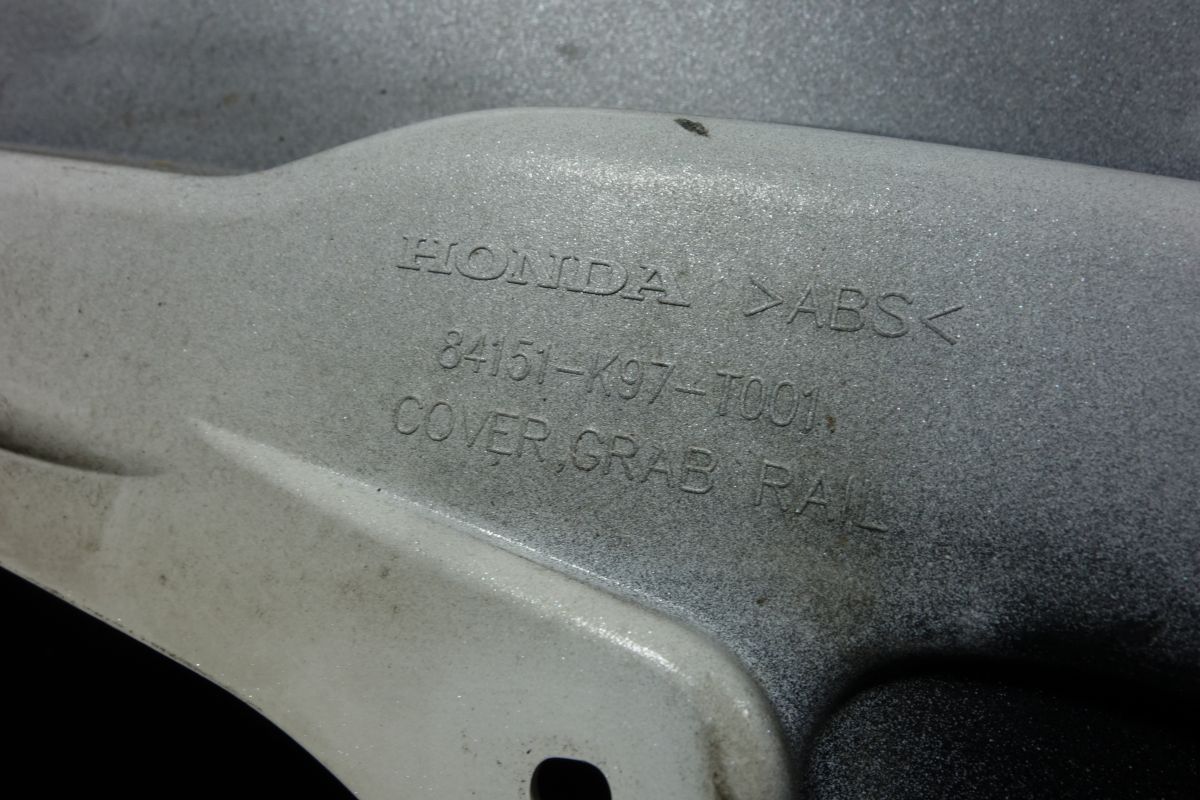 HONDA >ABS<
84151-K97-T001
COVER,GRAB RAIL